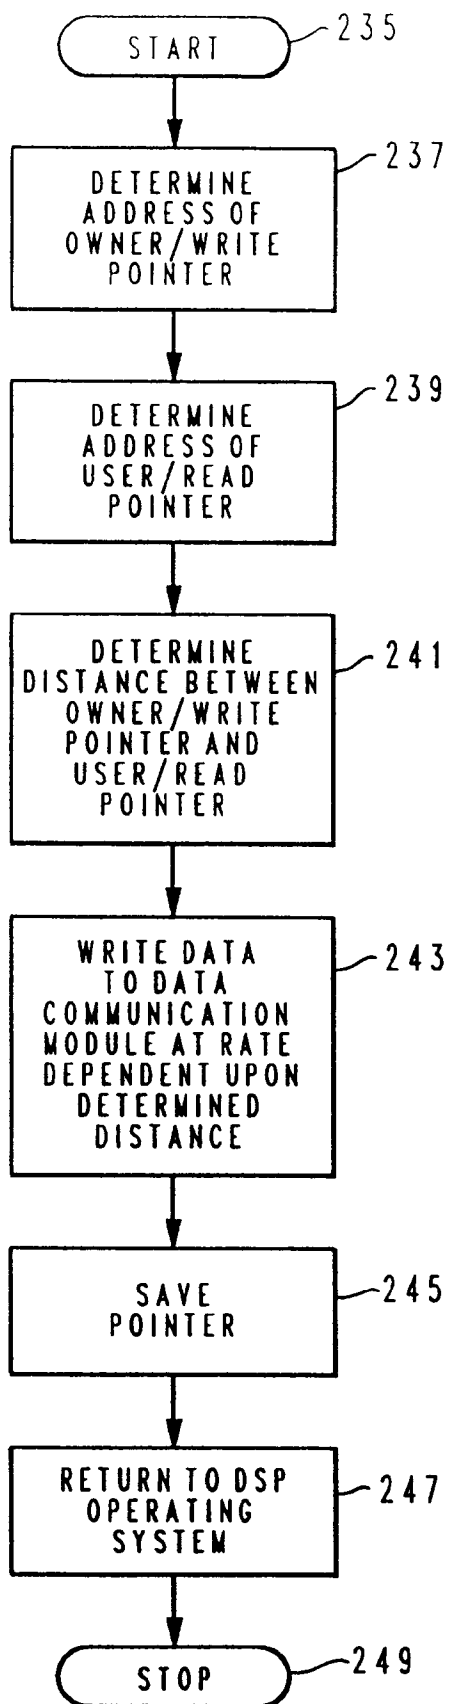 START
235
237
DETERMINE
ADDRESS OF
OWNER/WRITE
POINTER
239
DETERMINE
ADDRESS OF
USER/READ
POINTER
241
DETERMINE
DISTANCE BETWEEN
OWNER/WRITE
POINTER AND
USER/READ
POINTER
243
WRITE DATA
TO DATA
COMMUNICATION
MODULE AT RATE
DEPENDENT UPON
DETERMINED
DISTANCE
245
SAVE
POINTER
247
RETURN TO DSP
OPERATING
SYSTEM
249
STOP